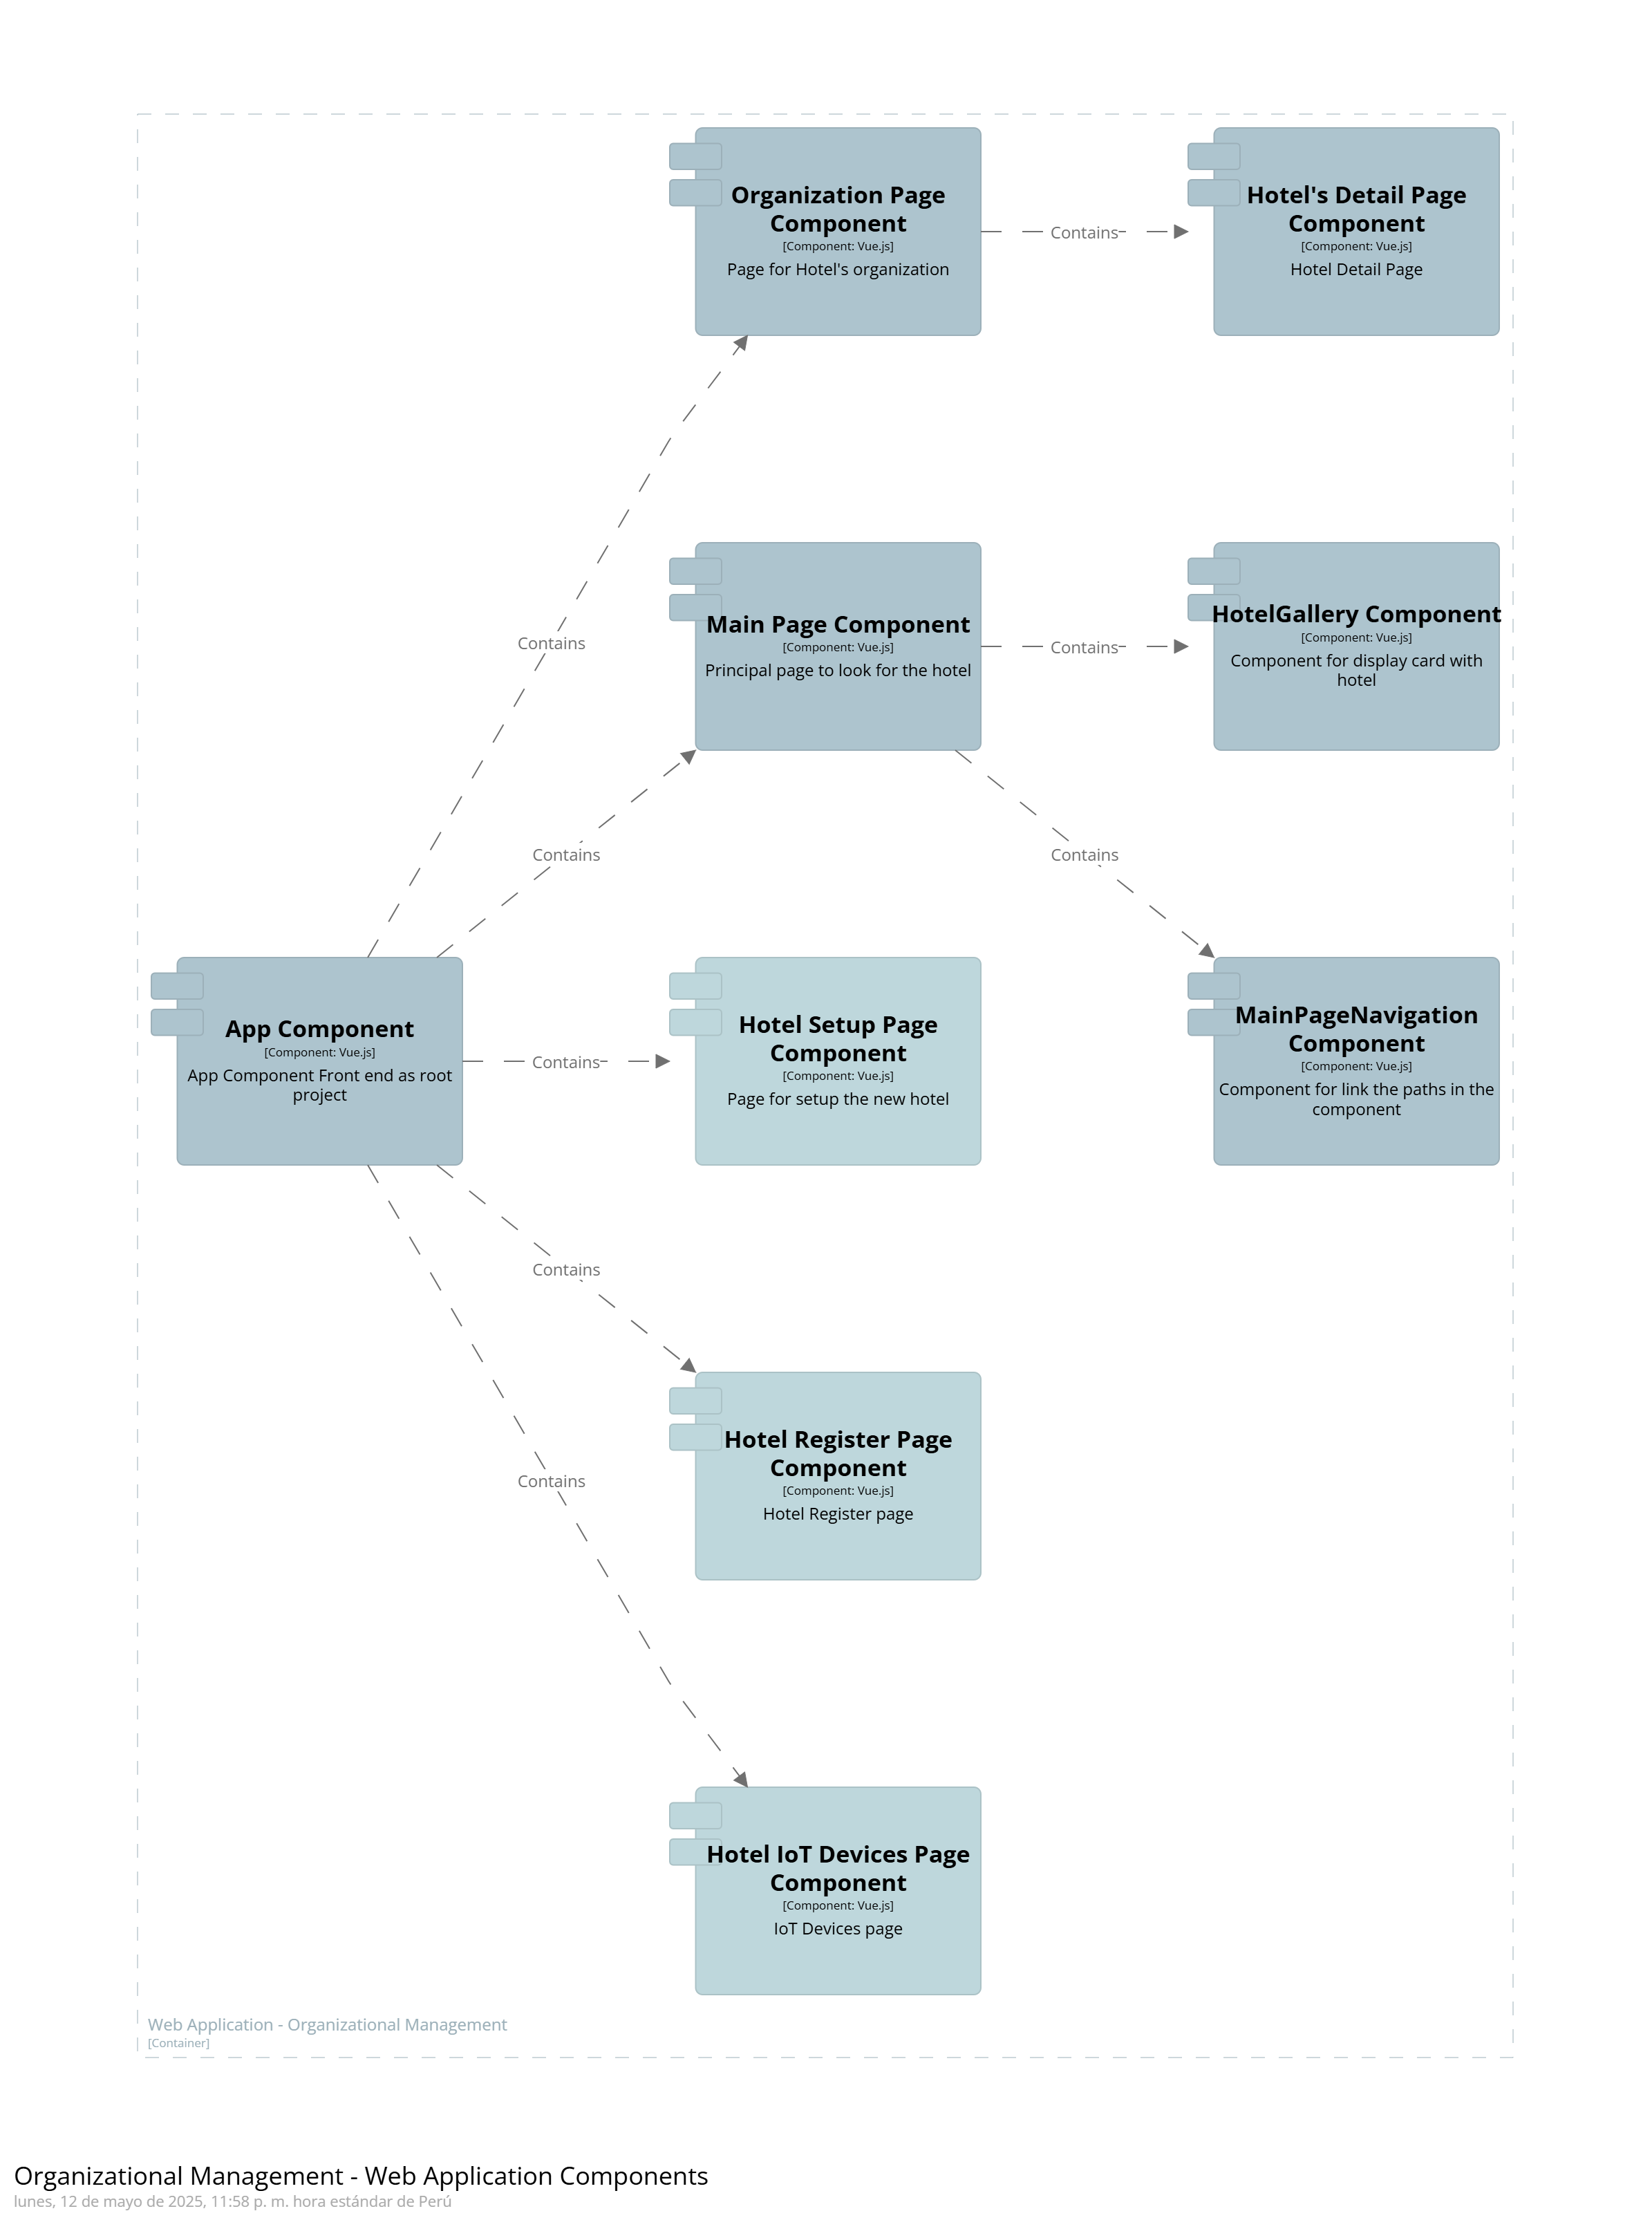 Organization Page
Component
[Component: Vue.js]
Page for Hotel's organization
Contains
Hotel's Detail Page
Component
[Component: Vue.js]
Hotel Detail Page
Contains
Main Page Component
[Component: Vue.js]
Principal page to look for the hotel
Contains
HotelGallery Component
[Component: Vue.js]
Component for display card with
hotel
Contains
Contains
App Component
[Component: Vue.js]
App Component Front end as root
project
Contains
Hotel Setup Page
Component
[Component: Vue.js]
Page for setup the new hotel
MainPageNavigation
Component
[Component: Vue.js]
Component for link the paths in the
component
Contains
Hotel Register Page
Component
[Component: Vue.js]
Hotel Register page
Contains
Hotel IoT Devices Page
Component
[Component: Vue.js]
IoT Devices page
Web Application - Organizational Management
[Container]
Organizational Management - Web Application Components
lunes, 12 de mayo de 2025, 11:58 p. m. hora estándar de Perú